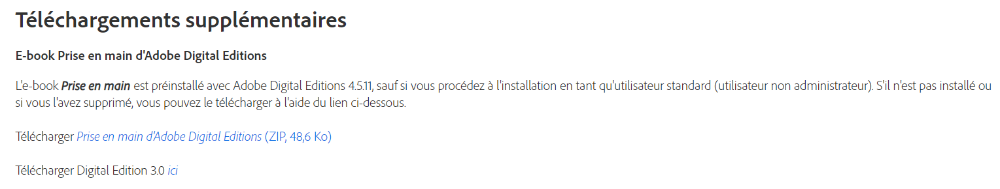 Téléchargements supplémentaires
E-book Prise en main d'Adobe Digital Editions
L'e-book Prise en main est préinstallé avec Adobe Digital Editions 4.5.11, sauf si vous procédez à l'installation en tant qu'utilisateur standard (utilisateur non administrateur). S'il n'est pas installé ou
si vous l'avez supprimé, vous pouvez le télécharger à l'aide du lien ci-dessous.
Télécharger Prise en main d'Adobe Digital Editions (ZIP, 48,6 Ko)
Télécharger Digital Edition 3.0 ici